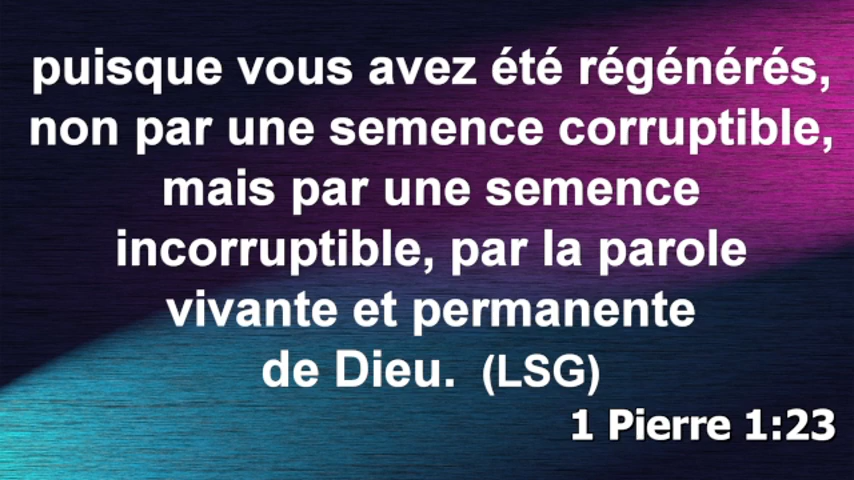 puisque vous avez été régénérés,
non par une semence corruptible,
mais par une semence
incorruptible, par la parole
vivante et permanente
de Dieu. (LSG)
1 Pierre 1:23